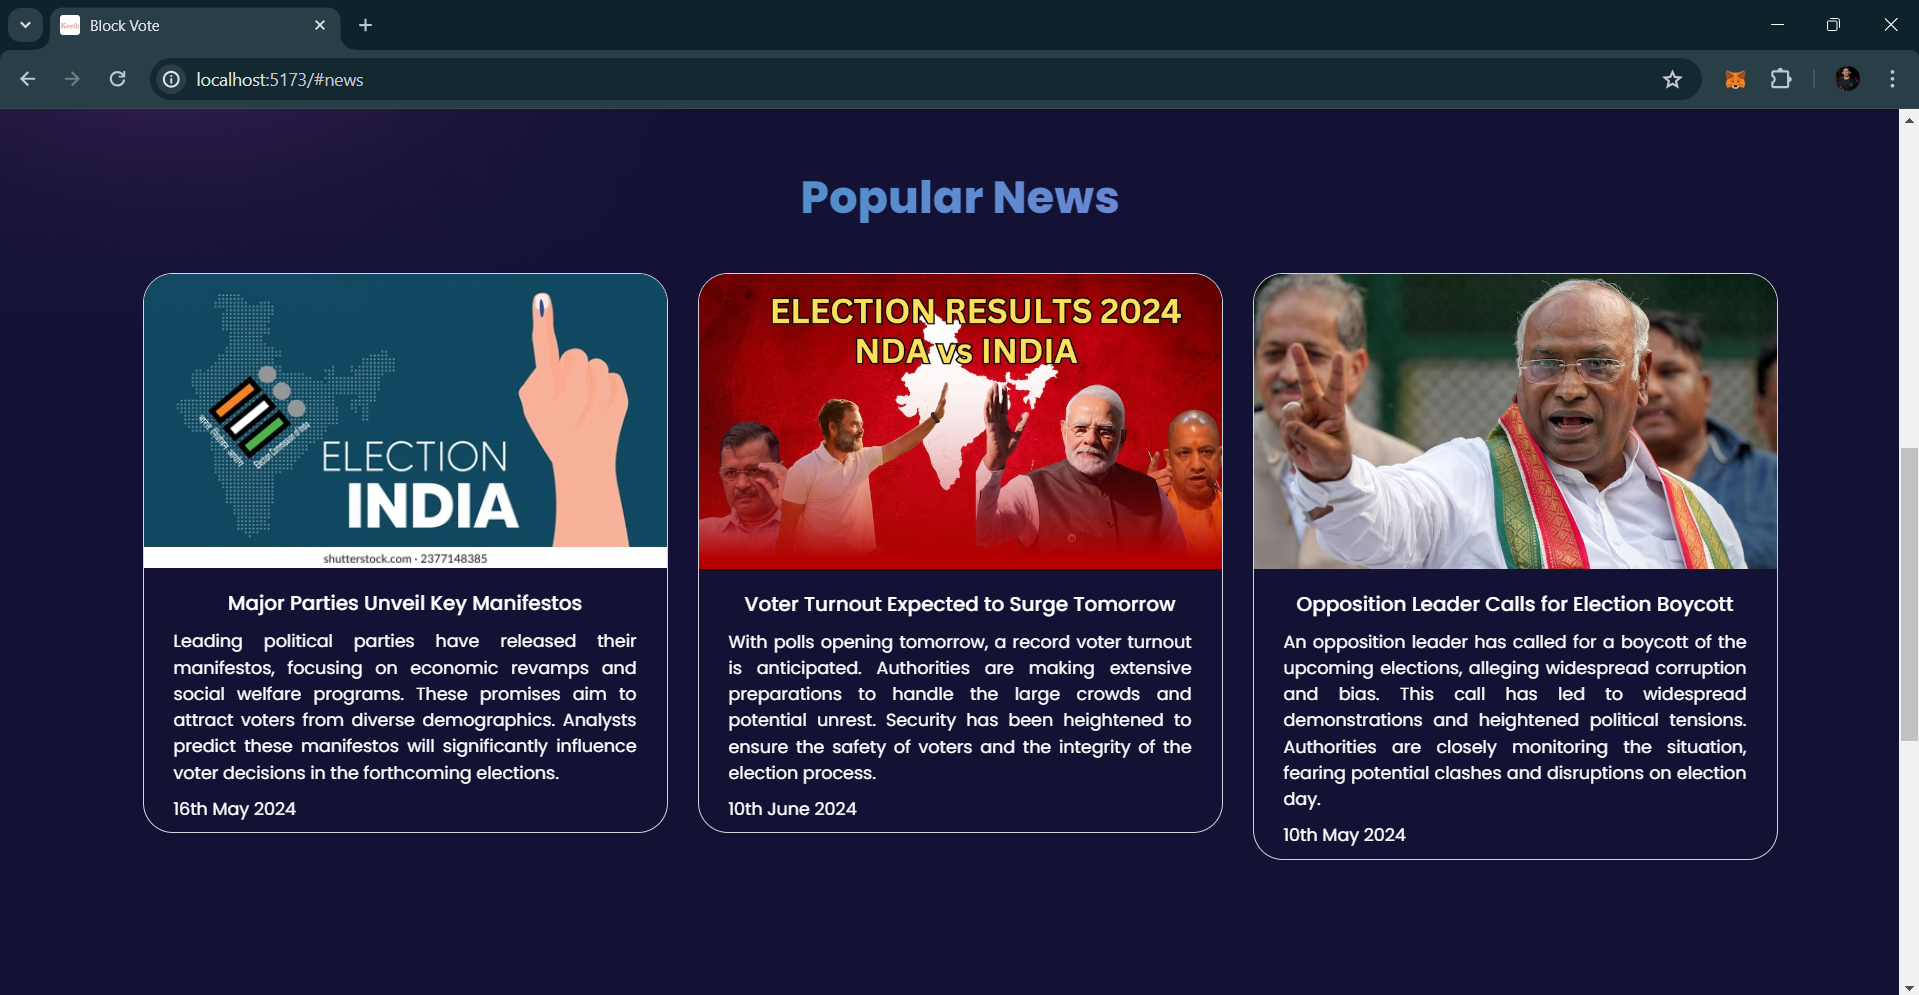 Block Vote
localhost:5173/#news
Popular News
ELECTION
INDIA
shutterstock.com · 2377148385
Major Parties Unveil Key Manifestos
Leading political parties have released their
manifestos, focusing on economic revamps and
social welfare programs. These promises aim to
attract voters from diverse demographics. Analysts
predict these manifestos will significantly influence
voter decisions in the forthcoming elections.
16th May 2024
ELECTION RESULTS 2024
NDA vs INDIA
Voter Turnout Expected to Surge Tomorrow
With polls opening tomorrow, a record voter turnout
is anticipated. Authorities are making extensive
preparations to handle the large crowds and
potential unrest. Security has been heightened to
ensure the safety of voters and the integrity of the
election process.
10th June 2024
Opposition Leader Calls for Election Boycott
An opposition leader has called for a boycott of the
upcoming elections, alleging widespread corruption
and bias. This call has led to widespread
demonstrations and heightened political tensions.
Authorities are closely monitoring the situation,
fearing potential clashes and disruptions on election
day.
10th May 2024